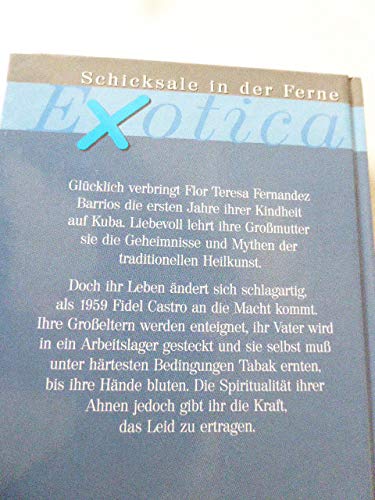 Schicksale in der Ferne
Exotica
Glücklich verbringt Flor Teresa Fernandez
Barrios die ersten Jahre ihrer Kindheit
auf Kuba. Liebevoll lehrt ihre Großmutter
sie die Geheimnisse und Mythen der
traditionellen Heilkunst.
Doch ihr Leben ändert sich schlagartig,
als 1959 Fidel Castro an die Macht kommt.
Ihre Großeltern werden enteignet, ihr Vater wird
in ein Arbeitslager gesteckt und sie selbst muß
unter härtesten Bedingungen Tabak ernten,
bis ihre Hände bluten. Die Spiritualität ihrer
Ahnen jedoch gibt ihr die Kraft,
das Leid zu ertragen.